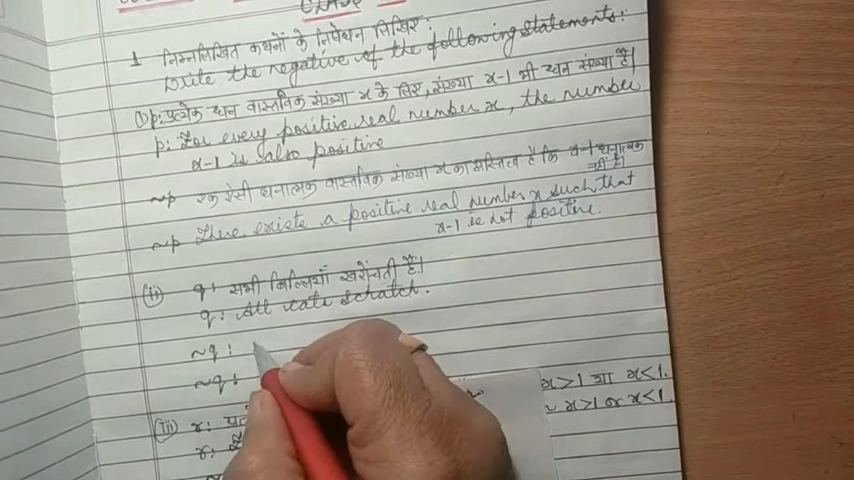 1 निम्नलिखित कथनों के निषेधन लिखिए:
Write the negative of the following statements:
(i) p: प्रत्येक धन वास्तविक संख्या x के लिए, संख्या x-1 भी धन संख्या है।
p: For every positive real number x, the number
x-1 is also positive
~p एक ऐसी धनात्मक वास्तविक संख्या x का अस्तित्व है कि x-1 धनात्मक
नहीं है।
~p There exists a positive real number x such that
x-1 is not positive.
(ii) q: सभी बिल्लियाँ खरोंचती हैं।
q: All cats scratch.
~q:
~q:
(iii) r:
x>1 या x<1.
r:
x>1 or x<1.